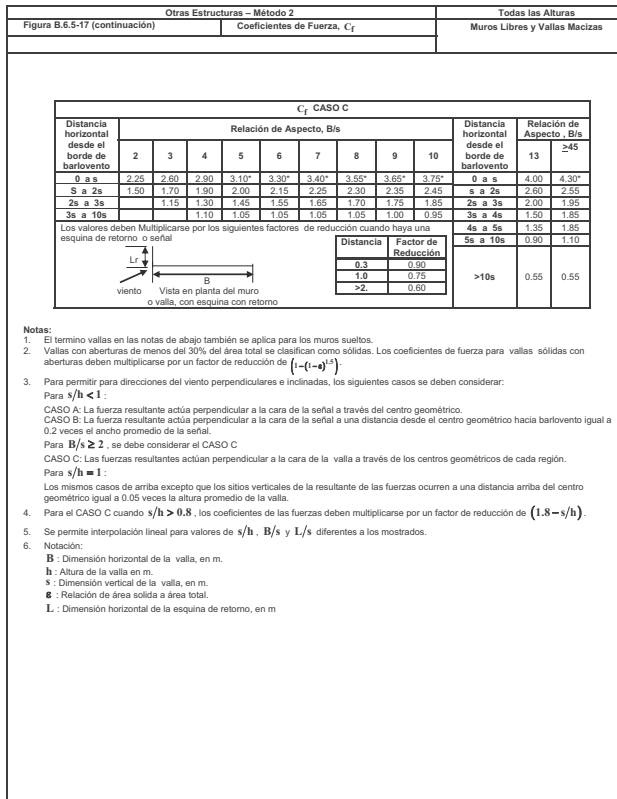 Otras Estructuras – Método 2 Todas las Alturas
Figura B.6.5-17 (continuación) Coeficientes de Fuerza, Cf Muros Libres y Vallas Macizas
Cf CASO C
Distancia horizontal desde el borde de barlovento Relación de Aspecto, B/s Distancia horizontal desde el borde de barlovento Relación de Aspecto , B/s
2 3 4 5 6 7 8 9 10 13 ≥45
0 a s 2.25 2.60 2.90 3.10* 3.30* 3.40* 3.55* 3.65* 3.75* 0 a s 4.00 4.30*
S a 2s 1.50 1.70 1.90 2.00 2.15 2.25 2.30 2.35 2.45 s a 2s 2.60 2.55
2s a 3s 1.15 1.30 1.45 1.55 1.65 1.70 1.75 1.85 2s a 3s 2.00 1.95
3s a 10s 1.10 1.05 1.05 1.05 1.05 1.00 0.95 3s a 4s 1.50 1.85
Los valores deben Multiplicarse por los siguientes factores de reducción cuando haya una
esquina de retorno o señal
4s a 5s 1.35 1.85
5s a 10s 0.90 1.10
>10s 0.55 0.55
Distancia Factor de Reducción
0.3 0.90
1.0 0.75
>2. 0.60
Lr
B
viento Vista en planta del muro
o valla, con esquina con retorno
Notas:
1. El termino vallas en las notas de abajo también se aplica para los muros sueltos.
2. Vallas con aberturas de menos del 30% del área total se clasifican como sólidas. Los coeficientes de fuerza para vallas sólidas con
aberturas deben multiplicarse por un factor de reducción de (1−(1−ε)^1.5).
3. Para permitir para direcciones del viento perpendiculares e inclinadas, los siguientes casos se deben considerar:
Para s/h < 1 :
CASO A: La fuerza resultante actúa perpendicular a la cara de la señal a través del centro geométrico.
CASO B: La fuerza resultante actúa perpendicular a la cara de la señal a una distancia desde el centro geométrico hacia barlovento igual a
0.2 veces el ancho promedio de la señal.
Para B/s ≥ 2 , se debe considerar el CASO C
CASO C: Las fuerzas resultantes actúan perpendicular a la cara de la valla a través de los centros geométricos de cada región.
Para s/h = 1 :
Los mismos casos de arriba excepto que los sitios verticales de la resultante de las fuerzas ocurren a una distancia arriba del centro
geométrico igual a 0.05 veces la altura promedio de la valla.
4. Para el CASO C cuando s/h > 0.8 , los coeficientes de las fuerzas deben multiplicarse por un factor de reducción de (1.8−s/h) .
5. Se permite interpolación lineal para valores de s/h , B/s y L/s diferentes a los mostrados.
6. Notación:
B : Dimensión horizontal de la valla, en m.
h : Altura de la valla en m.
s : Dimensión vertical de la valla, en m.
ε : Relación de área solida a área total.
L : Dimensión horizontal de la esquina de retorno, en m